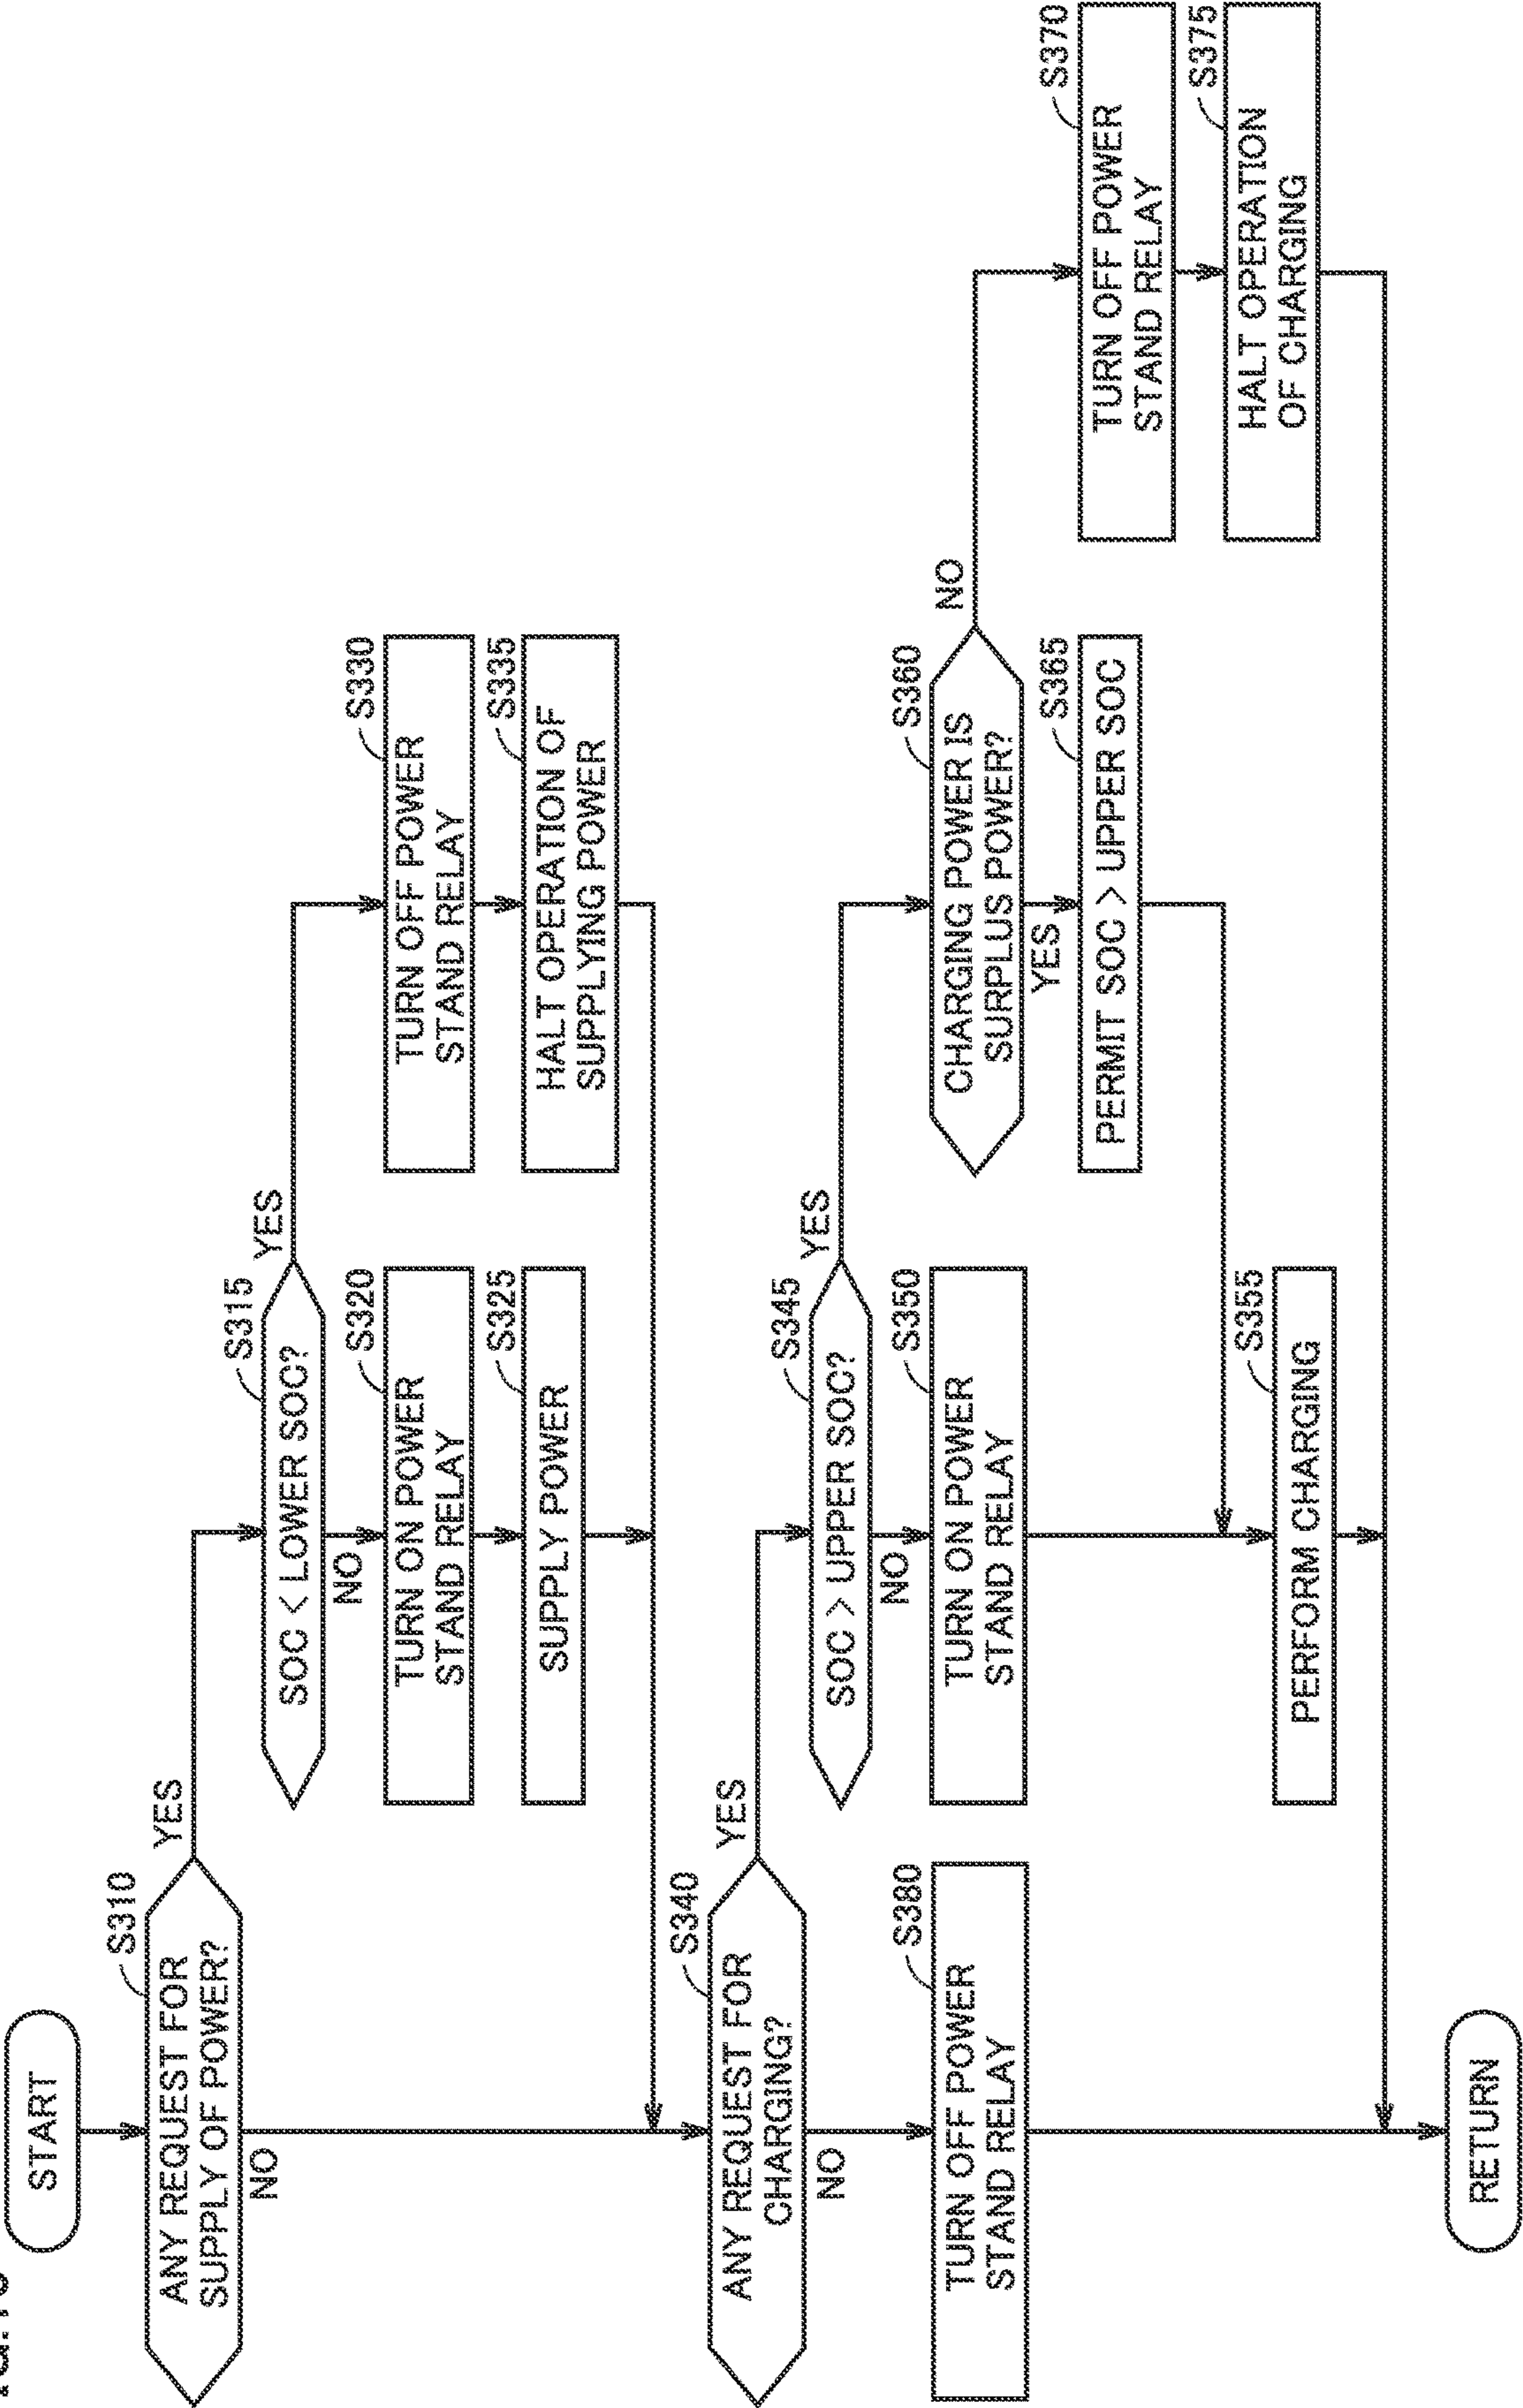 START
S310
ANY REQUEST FOR
SUPPLY OF POWER?
YES
NO
S315
SOC < LOWER SOC?
YES
NO
S320
TURN ON POWER
STAND RELAY
S325
SUPPLY POWER
S330
TURN OFF POWER
STAND RELAY
S335
HALT OPERATION OF
SUPPLYING POWER
S340
ANY REQUEST FOR
CHARGING?
YES
NO
S345
SOC > UPPER SOC?
YES
NO
S350
TURN ON POWER
STAND RELAY
S355
PERFORM CHARGING
S360
CHARGING POWER IS
SURPLUS POWER?
NO
YES
S365
PERMIT SOC > UPPER SOC
S370
TURN OFF POWER
STAND RELAY
S375
HALT OPERATION
OF CHARGING
S380
TURN OFF POWER
STAND RELAY
RETURN